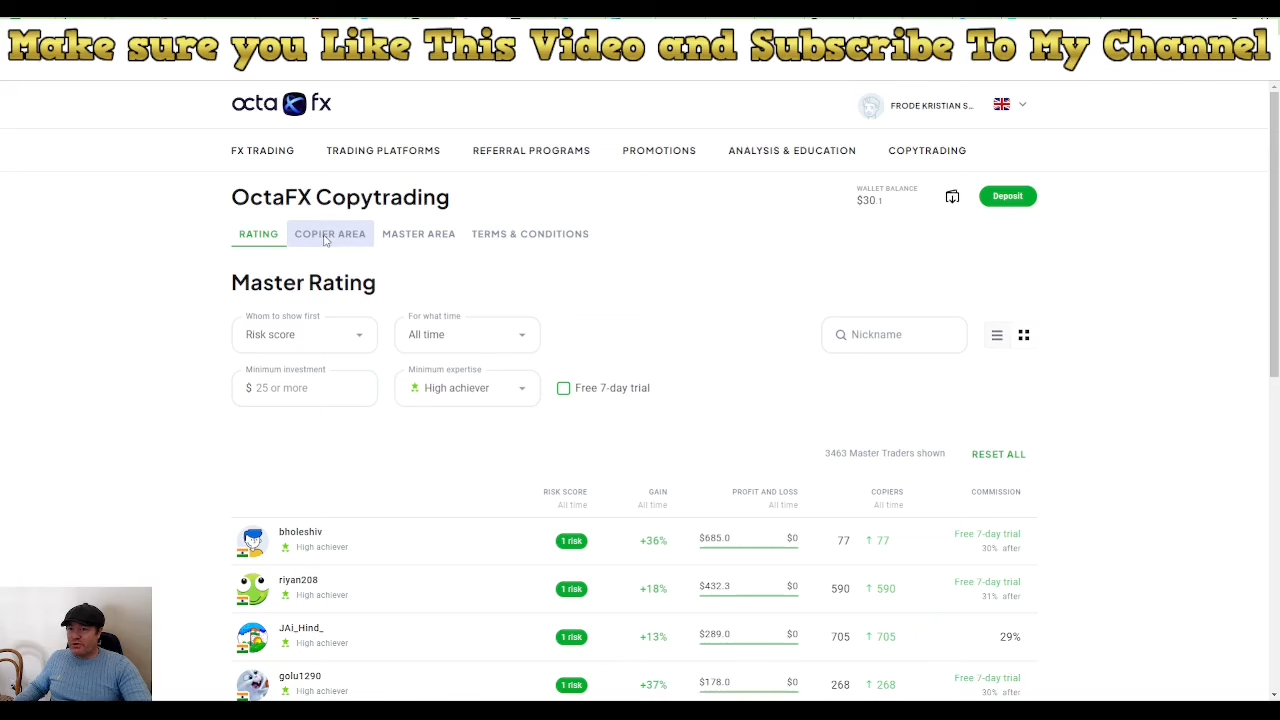 Make sure you Like This Video and Subscribe To My Channel
octa fx
FRODE KRISTIAN S...
FX TRADING TRADING PLATFORMS REFERRAL PROGRAMS PROMOTIONS ANALYSIS & EDUCATION COPYTRADING
OctaFX Copytrading
WALLET BALANCE
$30.1
Deposit
RATING COPIER AREA MASTER AREA TERMS & CONDITIONS
Master Rating
Whom to show first
Risk score
For what time
All time
Nickname
Minimum investment
$ 25 or more
Minimum expertise
High achiever
Free 7-day trial
3463 Master Traders shown RESET ALL
RISK SCORE GAIN PROFIT AND LOSS COPIERS COMMISSION
All time All time All time All time
bholeshiv
High achiever
1 risk +36% $685.0 $0 77 ↑ 77
Free 7-day trial
30% after
riyan208
High achiever
1 risk +18% $432.3 $0 590 ↑ 590
Free 7-day trial
31% after
JAi_Hind_
High achiever
1 risk +13% $289.0 $0 705 ↑ 705 29%
golu1290
High achiever
1 risk +37% $178.0 $0 268 ↑ 268
Free 7-day trial
30% after